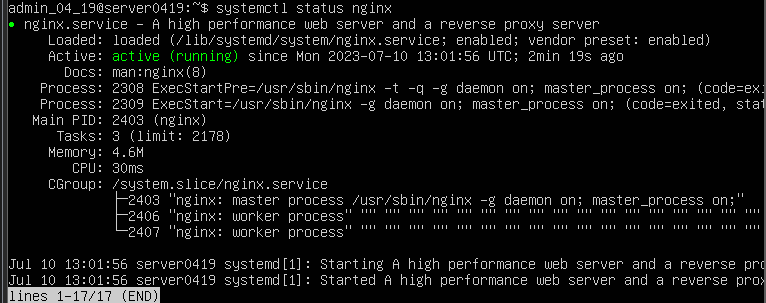 admin_04_19@server0419:~$ systemctl status nginx
● nginx.service - A high performance web server and a reverse proxy server
     Loaded: loaded (/lib/systemd/system/nginx.service; enabled; vendor preset: enabled)
     Active: active (running) since Mon 2023-07-10 13:01:56 UTC; 2min 19s ago
       Docs: man:nginx(8)
    Process: 2308 ExecStartPre=/usr/sbin/nginx -t -q -g daemon on; master_process on; (code=exi
    Process: 2309 ExecStart=/usr/sbin/nginx -g daemon on; master_process on; (code=exited, stat
   Main PID: 2403 (nginx)
      Tasks: 3 (limit: 2178)
     Memory: 4.6M
        CPU: 30ms
     CGroup: /system.slice/nginx.service
             ├─2403 "nginx: master process /usr/sbin/nginx -g daemon on; master_process on;"
             ├─2406 "nginx: worker process" "" "" "" "" "" "" "" "" "" "" "" "" "" "" ""
             └─2407 "nginx: worker process" "" "" "" "" "" "" "" "" "" "" "" "" "" "" ""
Jul 10 13:01:56 server0419 systemd[1]: Starting A high performance web server and a reverse pro
Jul 10 13:01:56 server0419 systemd[1]: Started A high performance web server and a reverse prox
lines 1-17/17 (END)